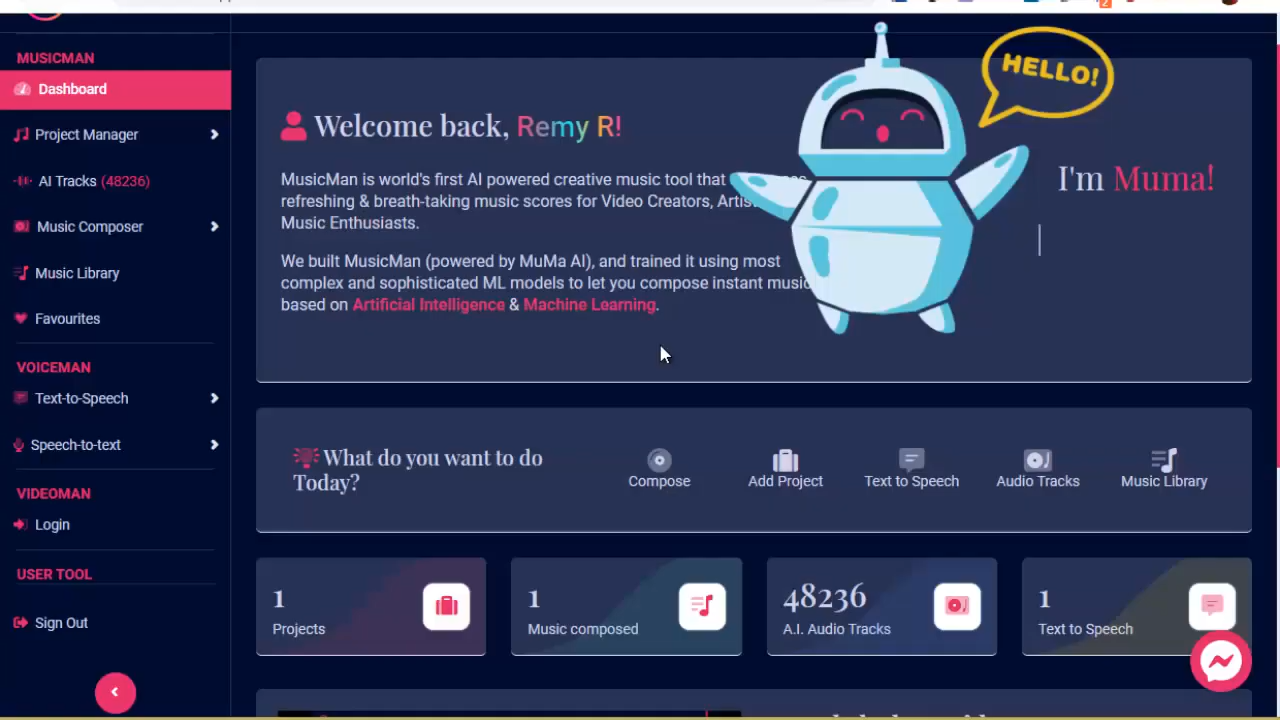 MUSICMAN
Dashboard
Project Manager
AI Tracks (48236)
Music Composer
Music Library
Favourites
VOICEMAN
Text-to-Speech
Speech-to-text
VIDEOMAN
Login
USER TOOL
Sign Out
2
Welcome back, Remy R!
MusicMan is world's first AI powered creative music tool that
refreshing & breath-taking music scores for Video Creators,
Music Enthusiasts.
We built MusicMan (powered by MuMa AI), and trained it using most
complex and sophisticated ML models to let you compose instant music
based on Artificial Intelligence & Machine Learning.
HELLO!
I'm Muma!
What do you want to do
Today?
Compose
Add Project
Text to Speech
Audio Tracks
Music Library
1
Projects
1
Music composed
48236
A.I. Audio Tracks
1
Text to Speech